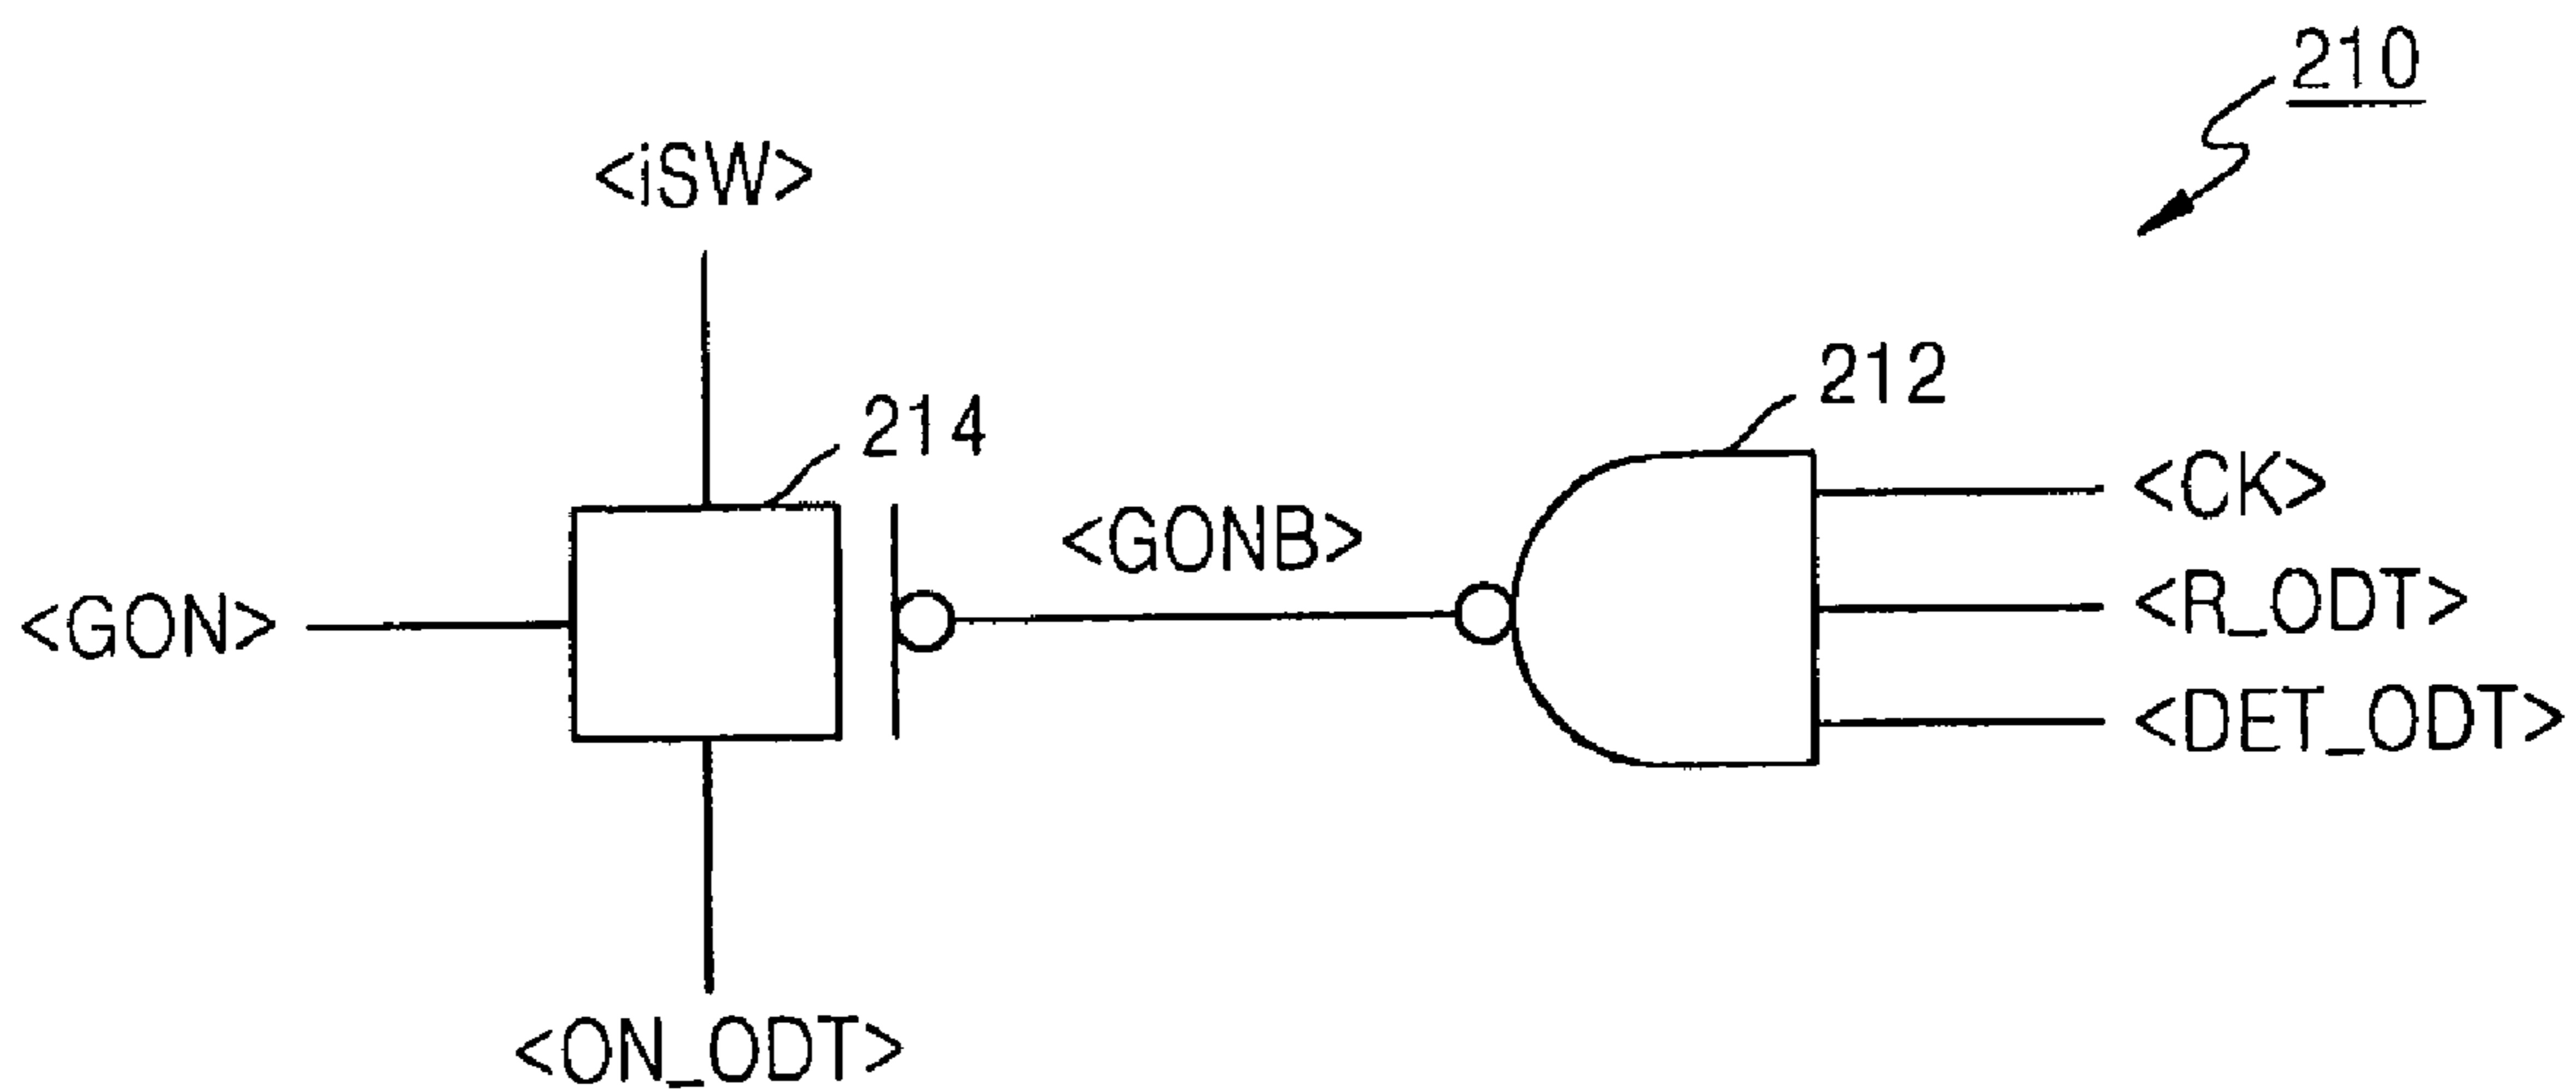 210
<iSW>
214
212
<GONB>
<CK>
<GON>
<R_ODT>
<DET_ODT>
<ON_ODT>